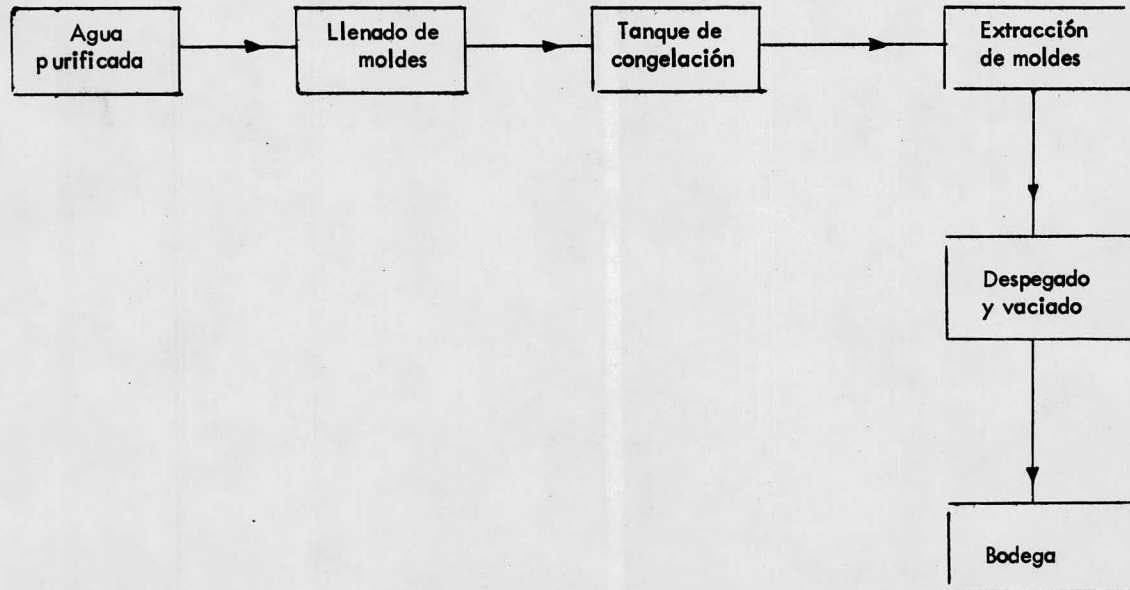 Agua
purificada
Llenado de
moldes
Tanque de
congelación
Extracción
de moldes
Despegado
y vaciado
Bodega